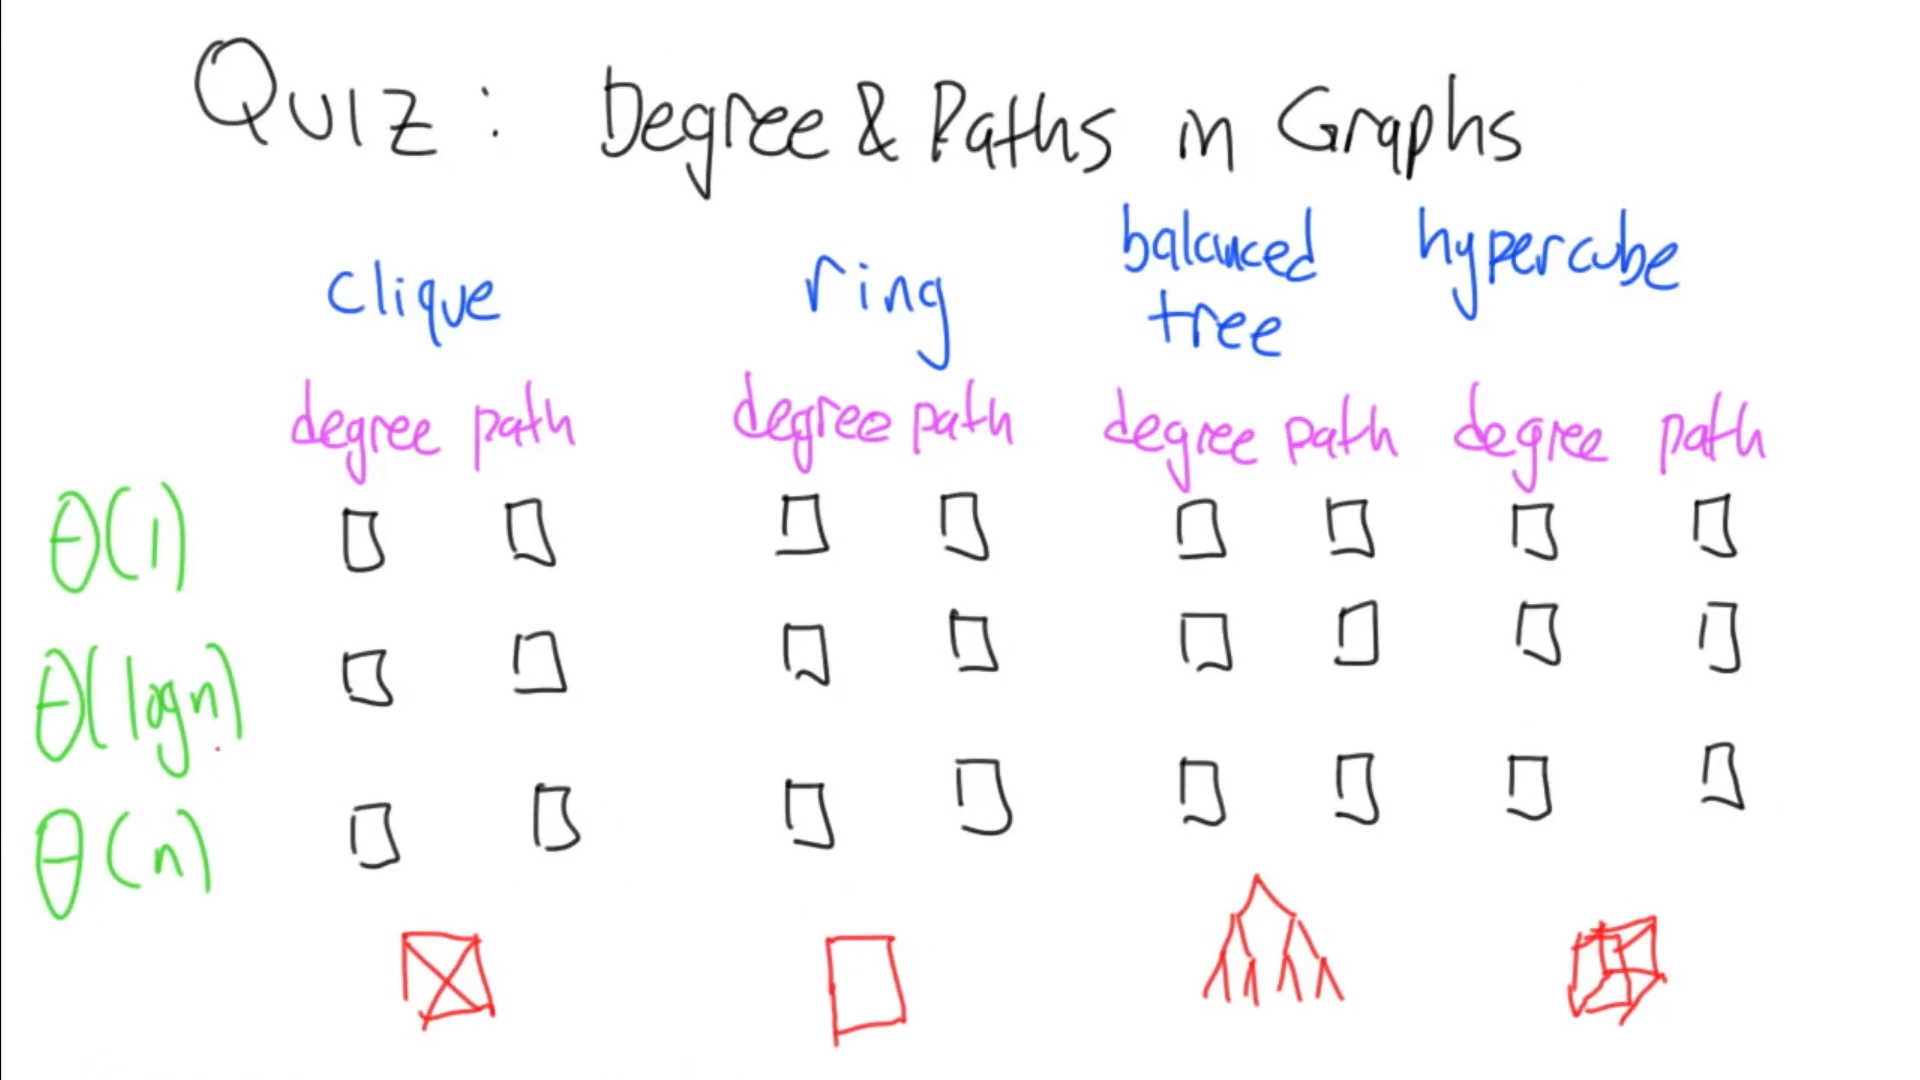 Quiz: Degree & Paths in Graphs
clique ring balanced tree hypercube
degree path degree path degree path degree path
θ(1)
θ(log n)
θ(n)